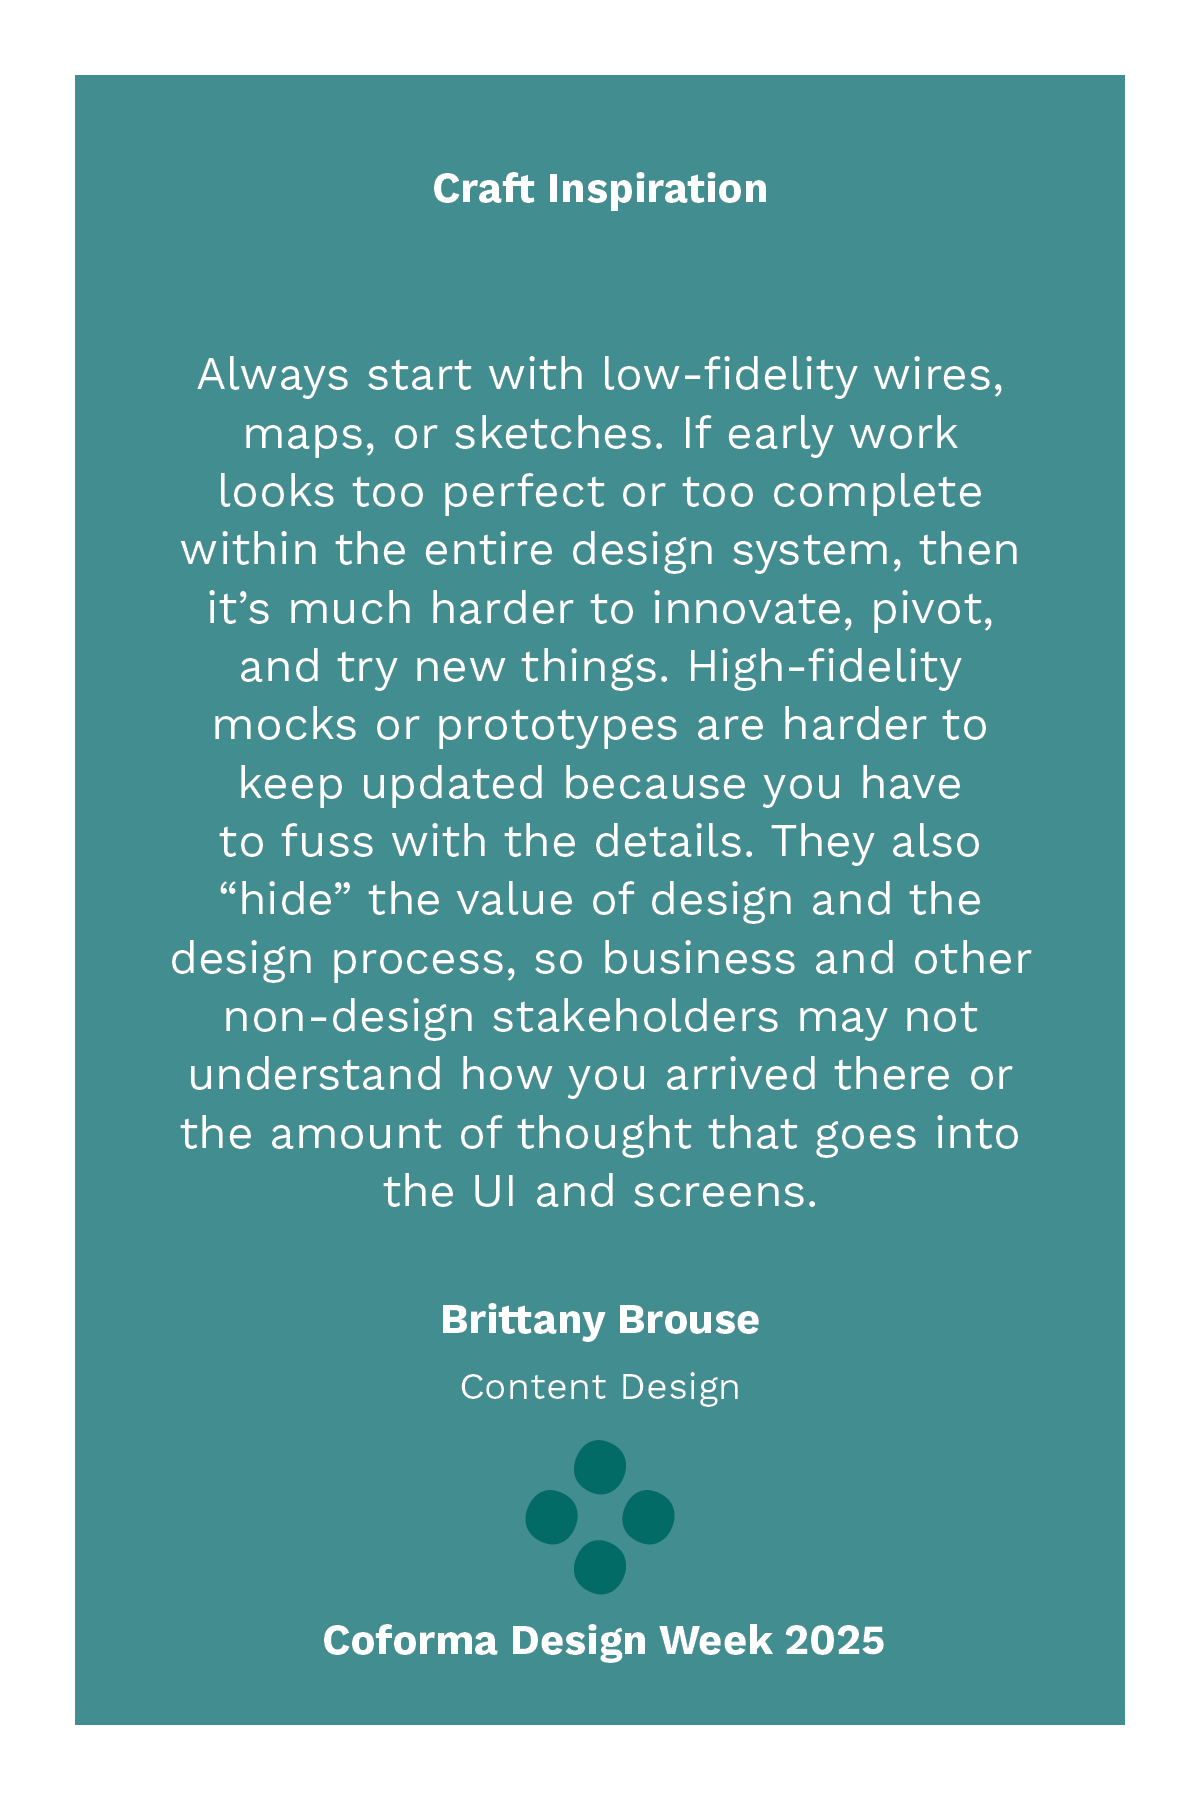 Craft Inspiration
Always start with low-fidelity wires,
maps, or sketches. If early work
looks too perfect or too complete
within the entire design system, then
it’s much harder to innovate, pivot,
and try new things. High-fidelity
mocks or prototypes are harder to
keep updated because you have
to fuss with the details. They also
“hide” the value of design and the
design process, so business and other
non-design stakeholders may not
understand how you arrived there or
the amount of thought that goes into
the UI and screens.
Brittany Brouse
Content Design
Coforma Design Week 2025